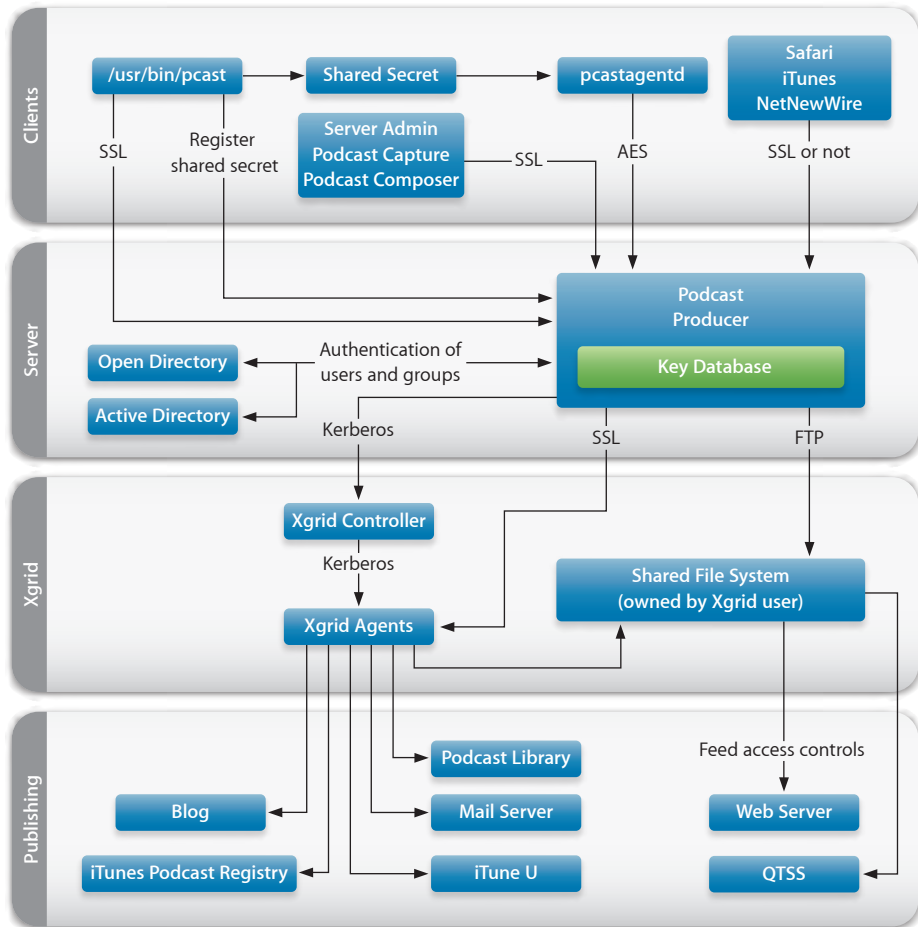 Clients
/usr/bin/pcast
Shared Secret
pcastagentd
Safari
iTunes
NetNewWire
SSL
Register
shared secret
Server Admin
Podcast Capture
Podcast Composer
SSL
AES
SSL or not
Server
Podcast
Producer
Key Database
Open Directory
Active Directory
Authentication of
users and groups
Kerberos
SSL
FTP
Xgrid
Xgrid Controller
Kerberos
Xgrid Agents
Shared File System
(owned by Xgrid user)
Publishing
Podcast Library
Feed access controls
Blog
Mail Server
Web Server
iTunes Podcast Registry
iTune U
QTSS